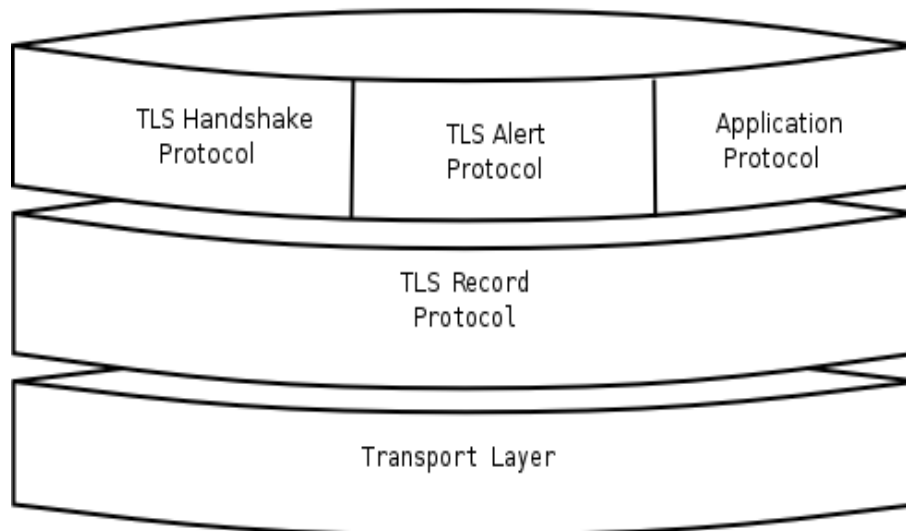 TLS Handshake
Protocol
TLS Alert
Protocol
Application
Protocol
TLS Record
Protocol
Transport Layer